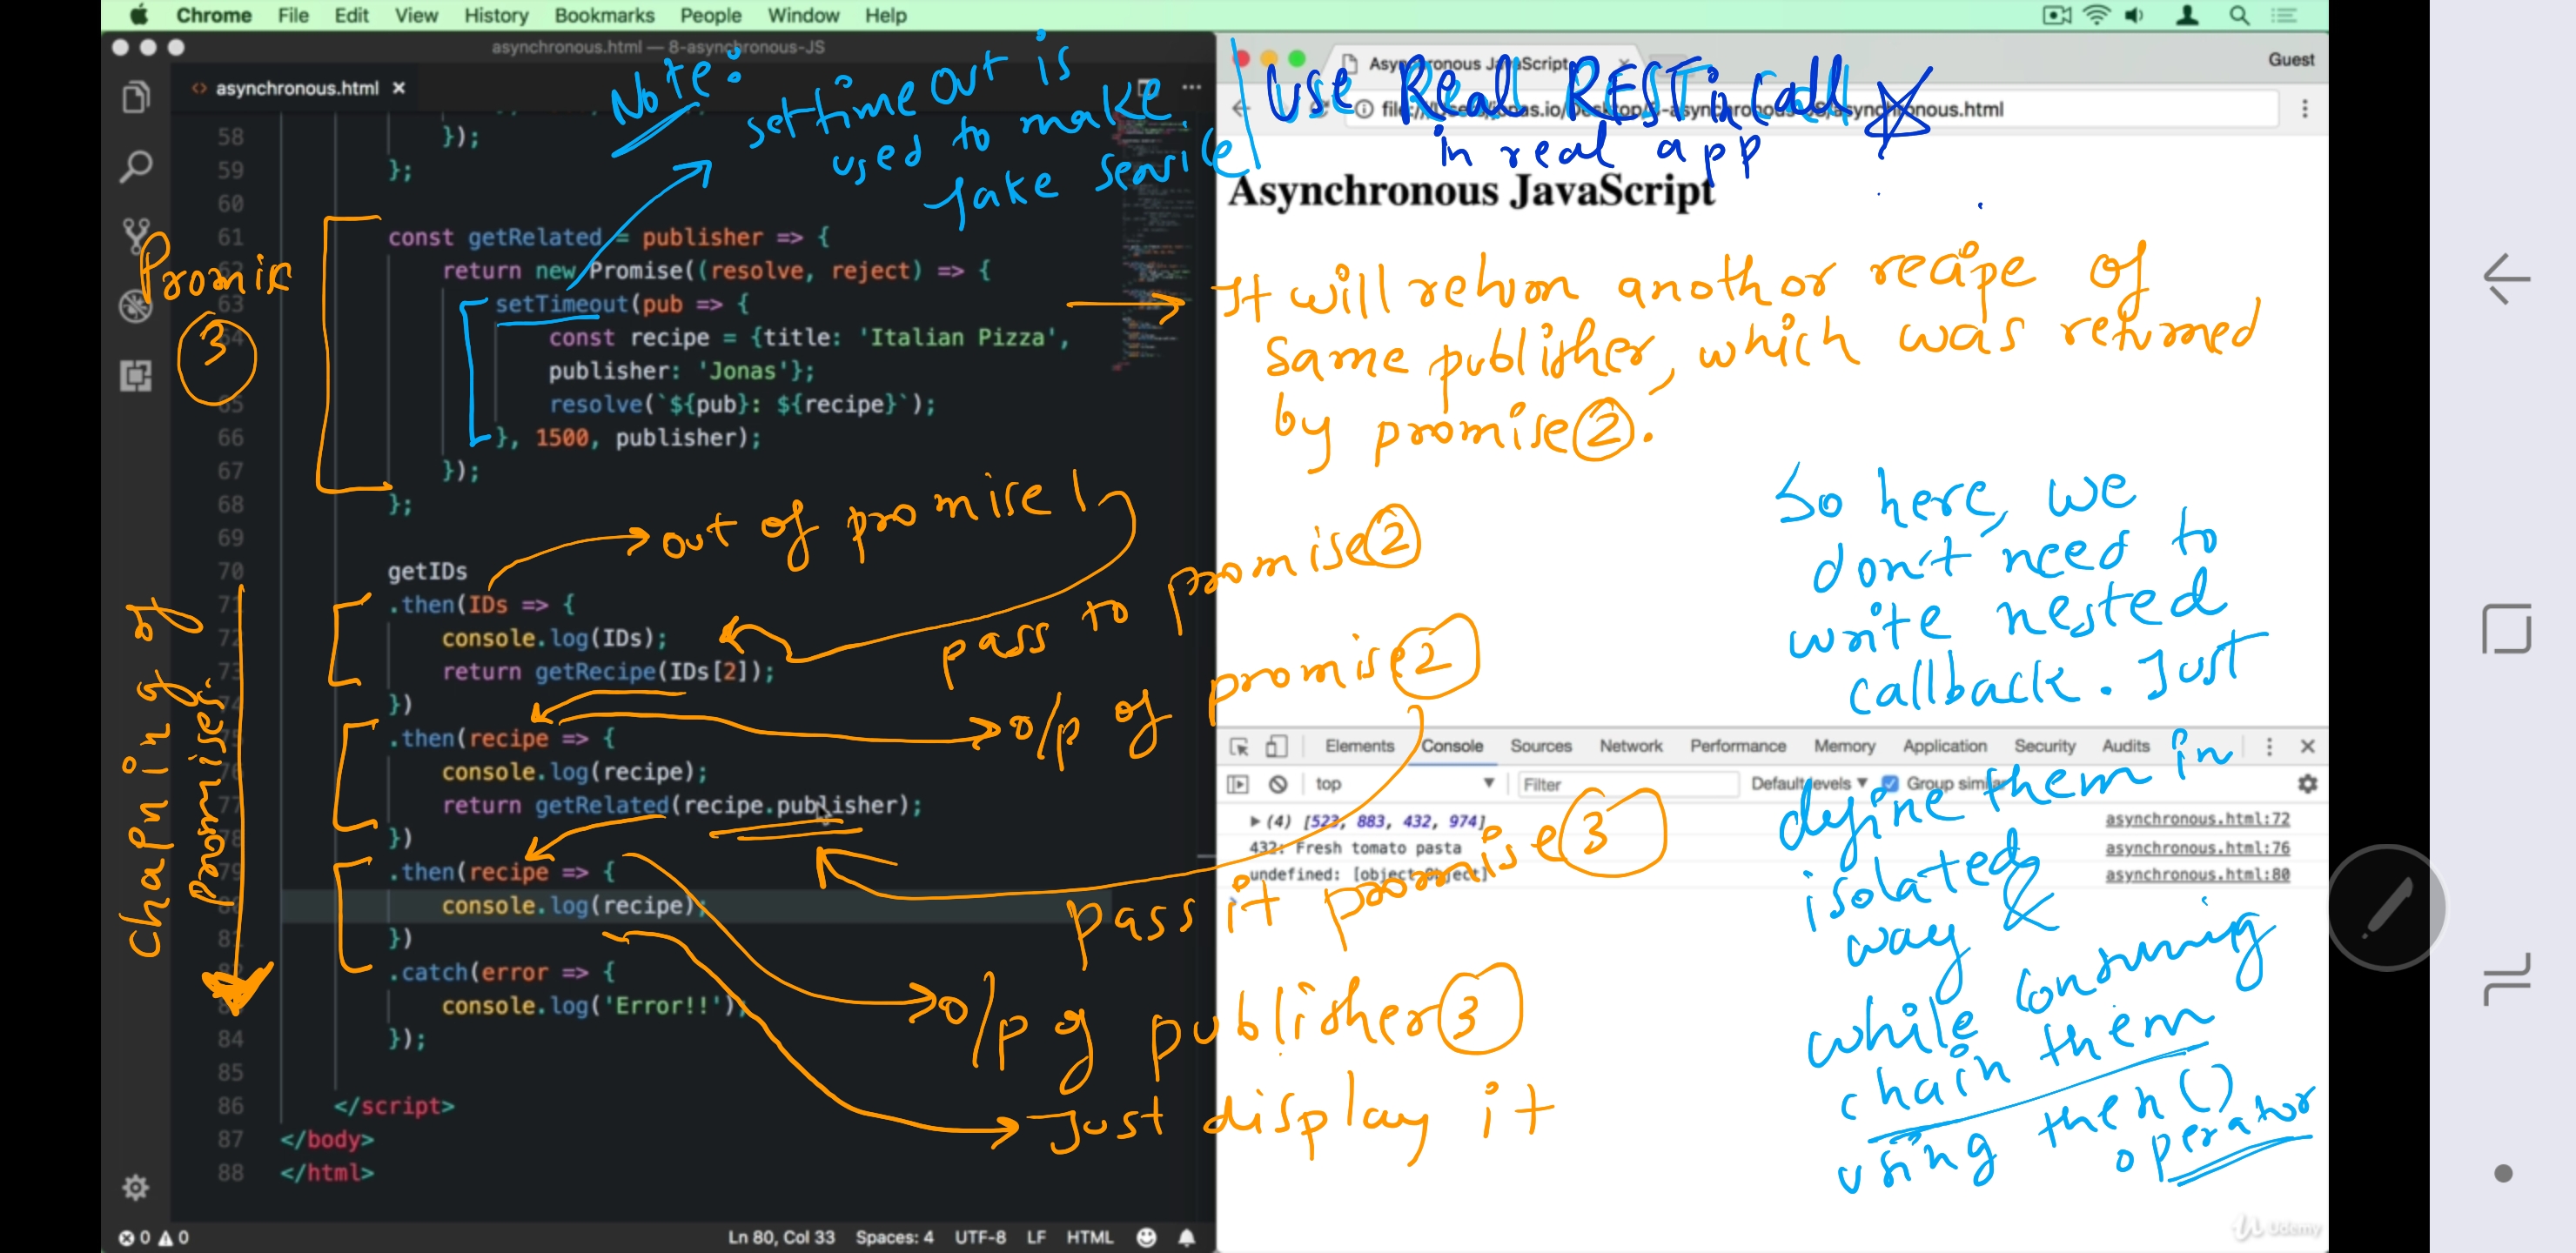 Chrome File Edit View History Bookmarks People Window Help
asynchronous.html — 8-asynchronous-JS
asynchronous.html
58 });
59 };
60
61 const getRelated = publisher => {
return new Promise((resolve, reject) => {
63 setTimeout(pub => {
64 const recipe = {title: 'Italian Pizza',
publisher: 'Jonas'};
65 resolve(`${pub}: ${recipe}`);
66 }, 1500, publisher);
67 });
68 };
69
70 getIDs
71 .then(IDs => {
72 console.log(IDs);
73 return getRecipe(IDs[2]);
74 })
75 .then(recipe => {
76 console.log(recipe);
77 return getRelated(recipe.publisher);
78 })
79 .then(recipe => {
console.log(recipe);
81 })
.catch(error => {
console.log('Error!!');
84 });
85
86 </script>
87 </body>
88 </html>
0 0
Ln 80, Col 33 Spaces: 4 UTF-8 LF HTML
Note:
settimeout is
used to make
fake service
Promise
3
out of promise 1
pass to promise 2
o/p of promise 2
pass it promise 3
o/p of publisher 3
Just display it
Chaining of
promises
Asynchronous JavaScript
Guest
Use Real REST Call
in real app
Asynchronous JavaScript
It will return another recipe of
same publisher, which was returned
by promise 2.
So here, we
don't need to
write nested
callback. Just
define them in
isolated
way &
while consuming
chain them
using then()
operator
Elements Console Sources Network Performance Memory Application Security Audits
top Filter Default levels Group similar
(4) [523, 883, 432, 974] asynchronous.html:72
432: Fresh tomato pasta asynchronous.html:76
undefined: [object Object] asynchronous.html:80
Udemy